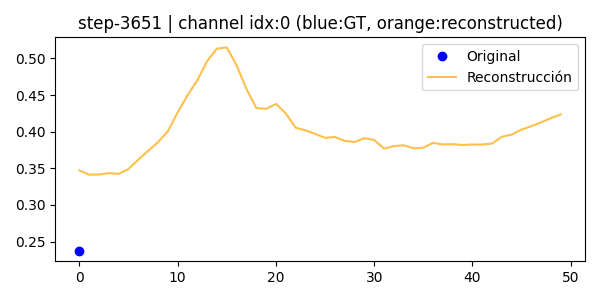 step-3651 | channel idx:0 (blue:GT, orange:reconstructed)
Original
Reconstrucción
0.50
0.45
0.40
0.35
0.30
0.25
0 10 20 30 40 50